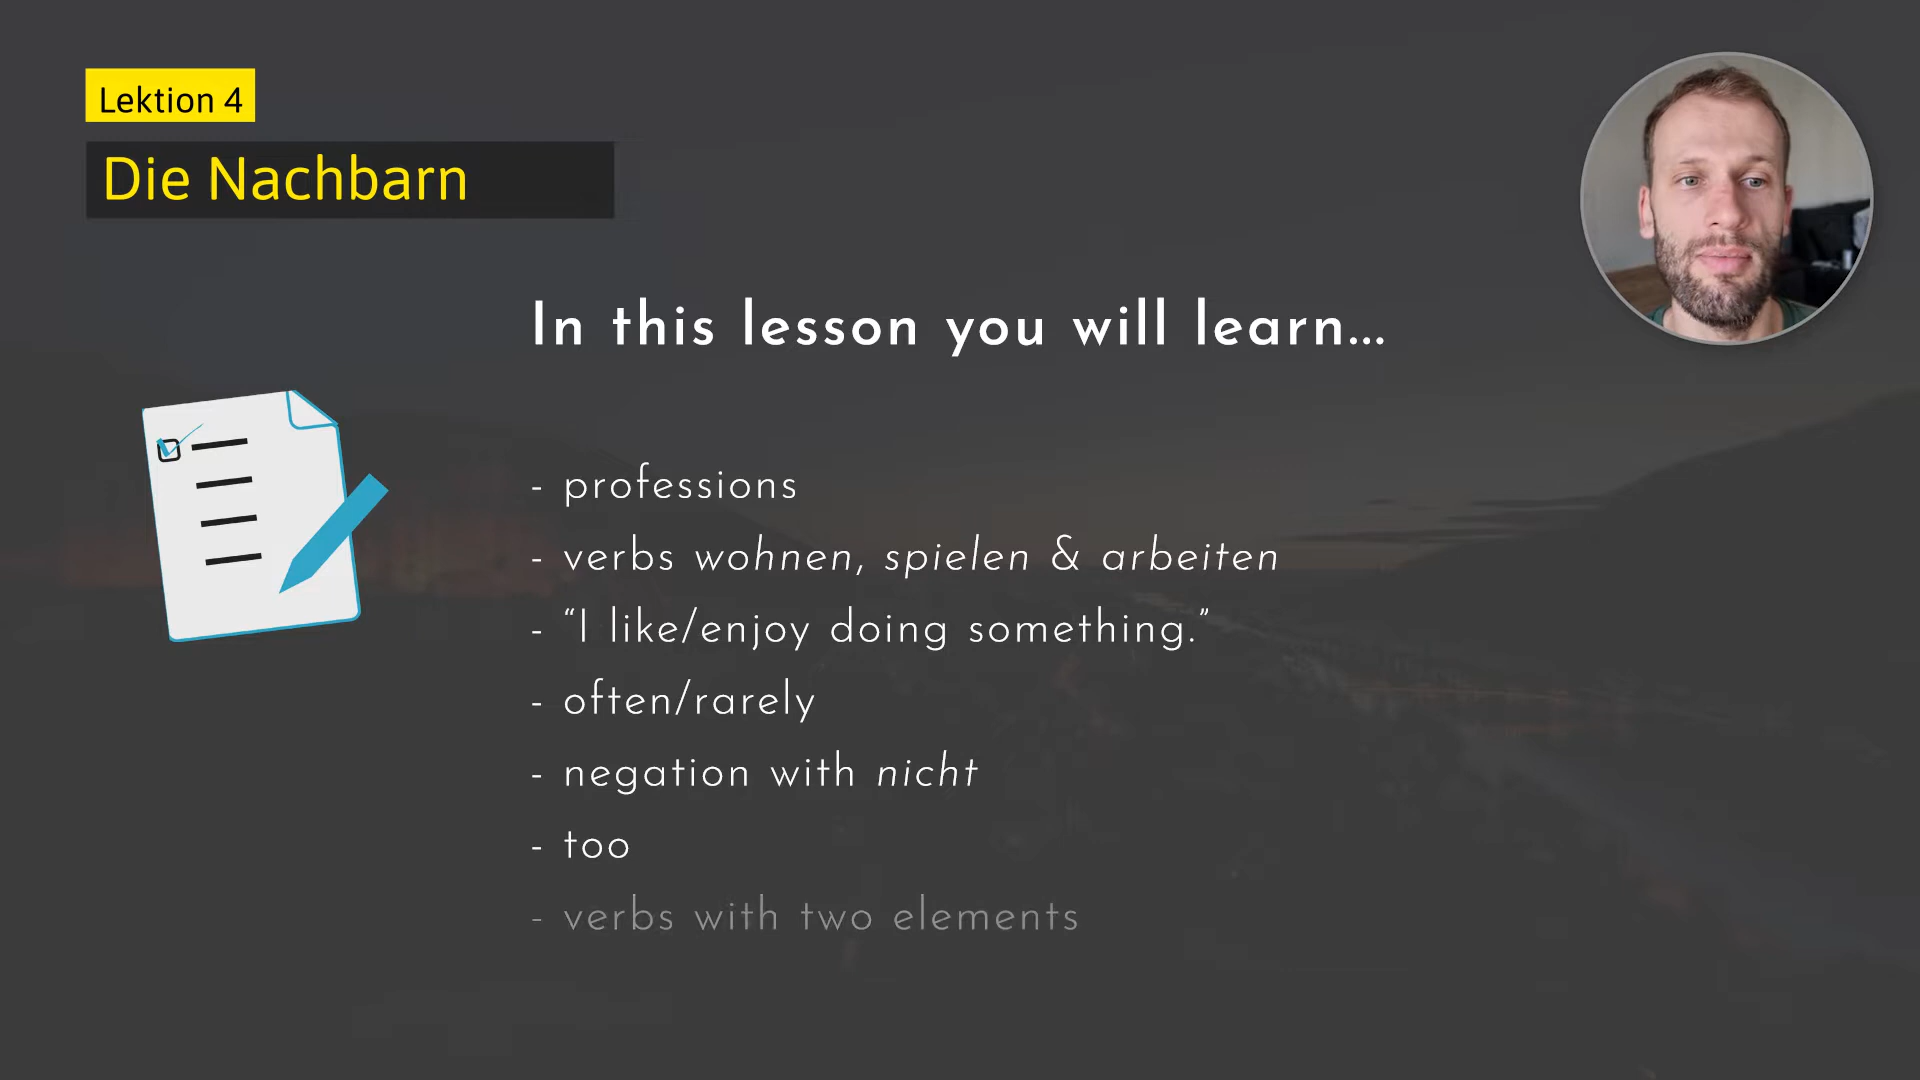 Lektion 4
Die Nachbarn
In this lesson you will learn...
- professions
- verbs wohnen, spielen & arbeiten
- “I like/enjoy doing something.”
- often/rarely
- negation with nicht
- too
- verbs with two elements